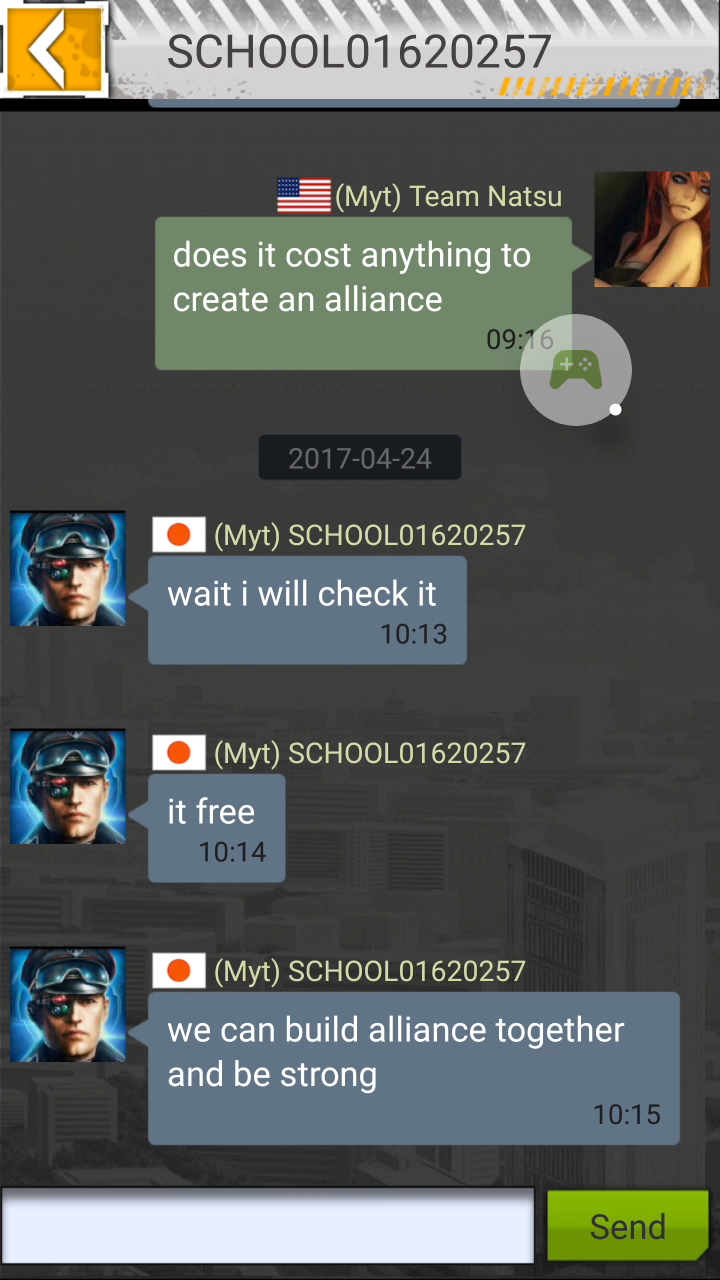 SCHOOL01620257
(Myt) Team Natsu
does it cost anything to
create an alliance
09:16
2017-04-24
(Myt) SCHOOL01620257
wait i will check it
10:13
(Myt) SCHOOL01620257
it free
10:14
(Myt) SCHOOL01620257
we can build alliance together
and be strong
10:15
Send